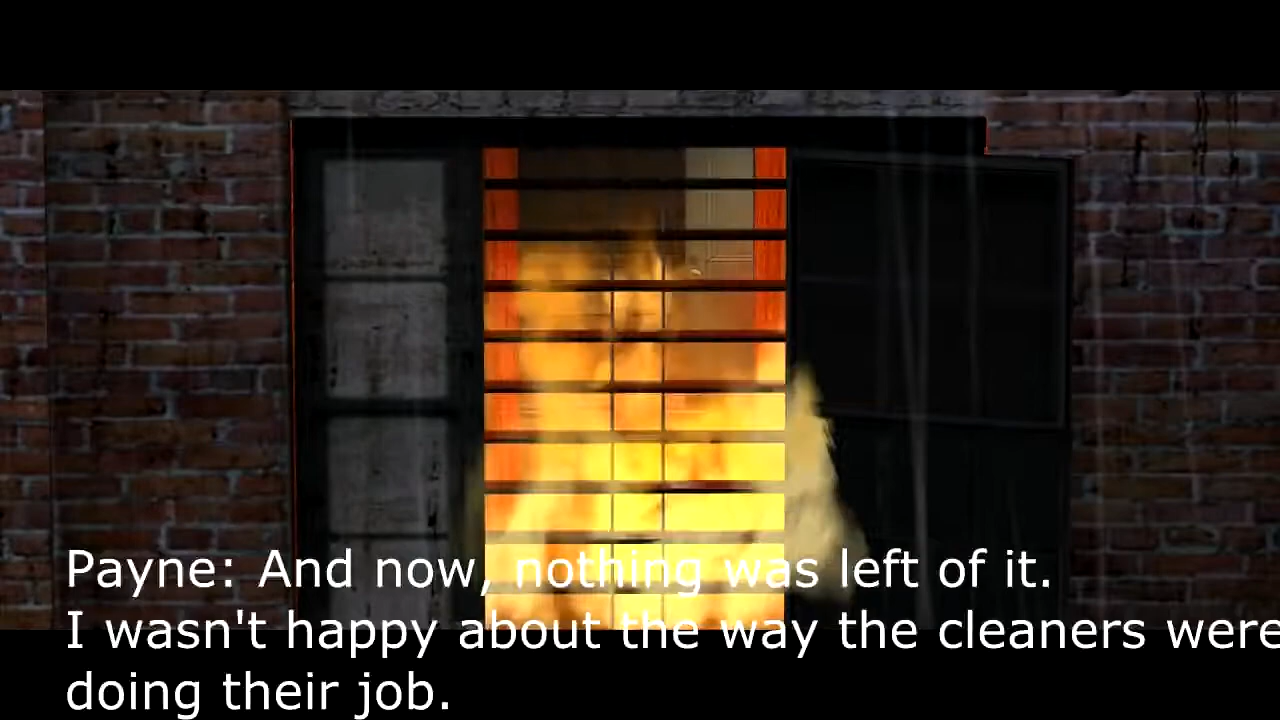 Payne: And now, nothing was left of it.
I wasn't happy about the way the cleaners were
doing their job.